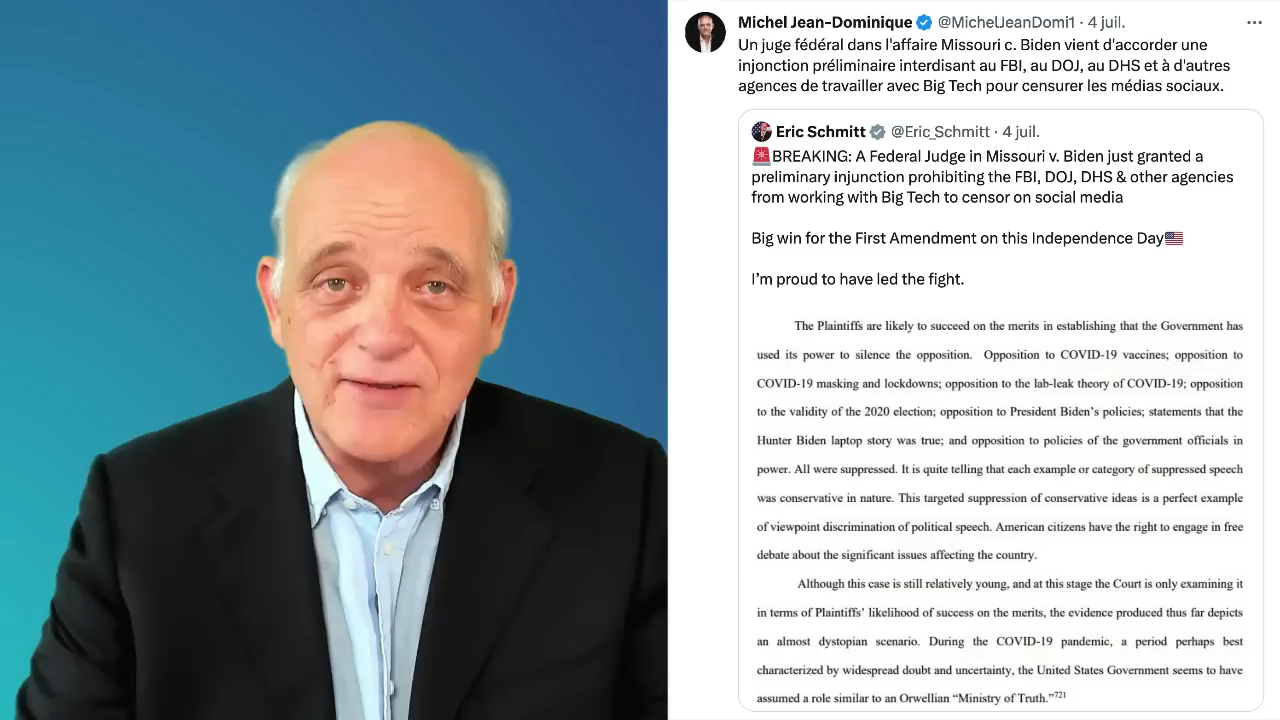 Michel Jean-Dominique @MichelJeanDomi1 · 4 juil.
Un juge fédéral dans l'affaire Missouri c. Biden vient d'accorder une
injonction préliminaire interdisant au FBI, au DOJ, au DHS et à d'autres
agences de travailler avec Big Tech pour censurer les médias sociaux.
Eric Schmitt @Eric_Schmitt · 4 juil.
🚨BREAKING: A Federal Judge in Missouri v. Biden just granted a
preliminary injunction prohibiting the FBI, DOJ, DHS & other agencies
from working with Big Tech to censor on social media
Big win for the First Amendment on this Independence Day🇺🇸
I’m proud to have led the fight.
The Plaintiffs are likely to succeed on the merits in establishing that the Government has
used its power to silence the opposition. Opposition to COVID-19 vaccines; opposition to
COVID-19 masking and lockdowns; opposition to the lab-leak theory of COVID-19; opposition
to the validity of the 2020 election; opposition to President Biden’s policies; statements that the
Hunter Biden laptop story was true; and opposition to policies of the government officials in
power. All were suppressed. It is quite telling that each example or category of suppressed speech
was conservative in nature. This targeted suppression of conservative ideas is a perfect example
of viewpoint discrimination of political speech. American citizens have the right to engage in free
debate about the significant issues affecting the country.
Although this case is still relatively young, and at this stage the Court is only examining it
in terms of Plaintiffs’ likelihood of success on the merits, the evidence produced thus far depicts
an almost dystopian scenario. During the COVID-19 pandemic, a period perhaps best
characterized by widespread doubt and uncertainty, the United States Government seems to have
assumed a role similar to an Orwellian “Ministry of Truth.”721